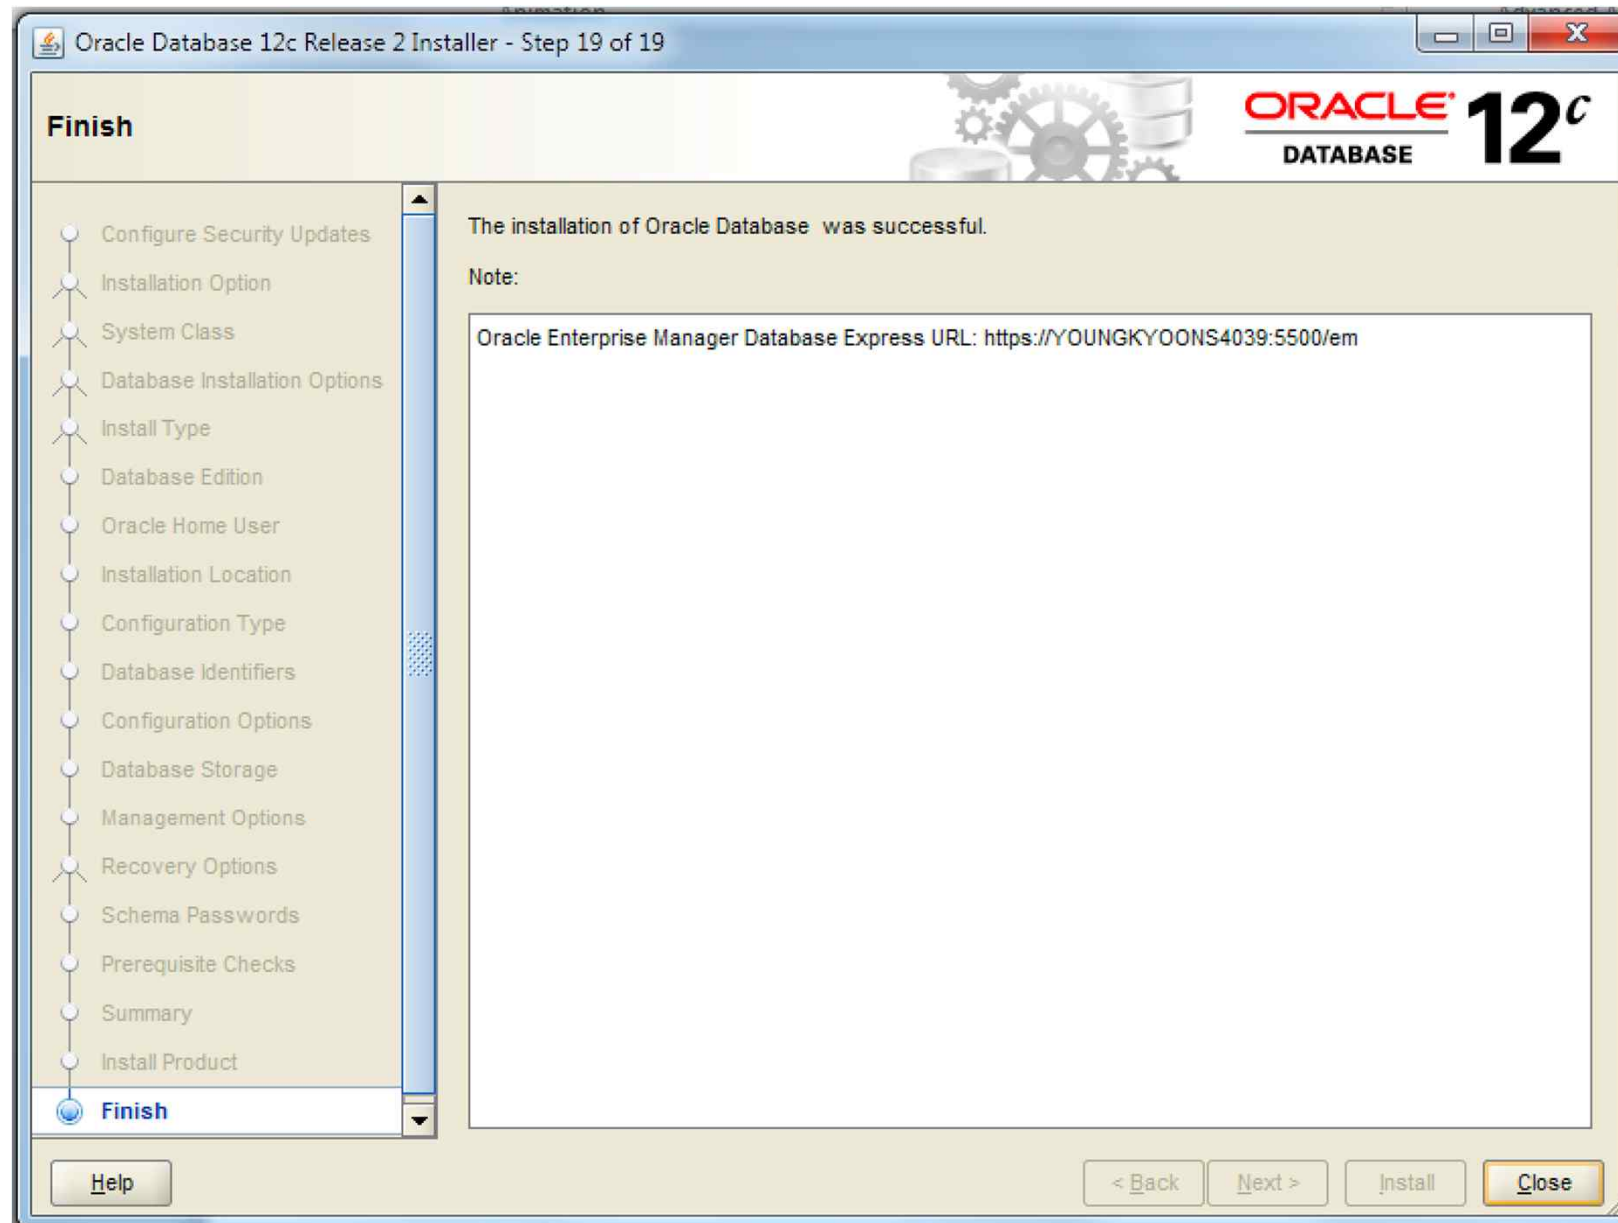 Oracle Database 12c Release 2 Installer - Step 19 of 19
Finish
ORACLE DATABASE 12c
Configure Security Updates
Installation Option
System Class
Database Installation Options
Install Type
Database Edition
Oracle Home User
Installation Location
Configuration Type
Database Identifiers
Configuration Options
Database Storage
Management Options
Recovery Options
Schema Passwords
Prerequisite Checks
Summary
Install Product
Finish
The installation of Oracle Database  was successful.
Note:
Oracle Enterprise Manager Database Express URL: https://YOUNGKYOONS4039:5500/em
Help
< Back
Next >
Install
Close